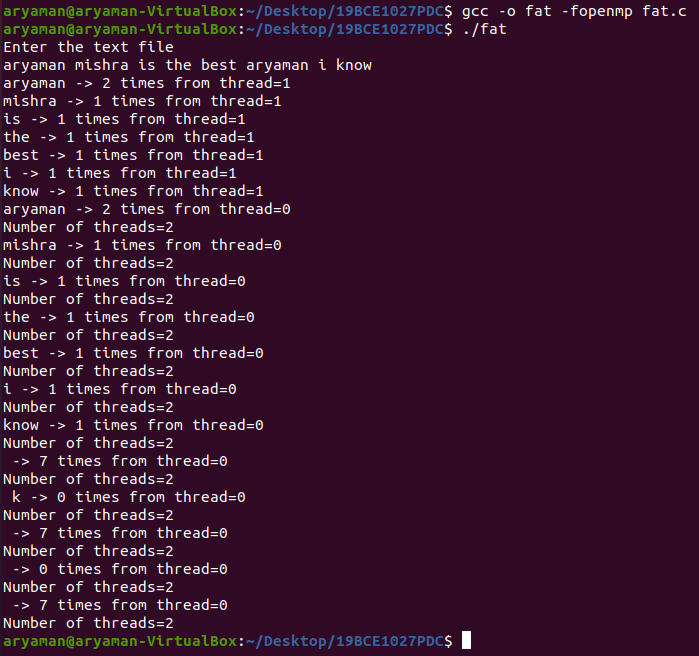 aryaman@aryaman-VirtualBox:~/Desktop/19BCE1027PDC$ gcc -o fat -fopenmp fat.c
aryaman@aryaman-VirtualBox:~/Desktop/19BCE1027PDC$ ./fat
Enter the text file
aryaman mishra is the best aryaman i know
aryaman -> 2 times from thread=1
mishra -> 1 times from thread=1
is -> 1 times from thread=1
the -> 1 times from thread=1
best -> 1 times from thread=1
i -> 1 times from thread=1
know -> 1 times from thread=1
aryaman -> 2 times from thread=0
Number of threads=2
mishra -> 1 times from thread=0
Number of threads=2
is -> 1 times from thread=0
Number of threads=2
the -> 1 times from thread=0
Number of threads=2
best -> 1 times from thread=0
Number of threads=2
i -> 1 times from thread=0
Number of threads=2
know -> 1 times from thread=0
Number of threads=2
 -> 7 times from thread=0
Number of threads=2
 k -> 0 times from thread=0
Number of threads=2
 -> 7 times from thread=0
Number of threads=2
 -> 0 times from thread=0
Number of threads=2
 -> 7 times from thread=0
Number of threads=2
aryaman@aryaman-VirtualBox:~/Desktop/19BCE1027PDC$